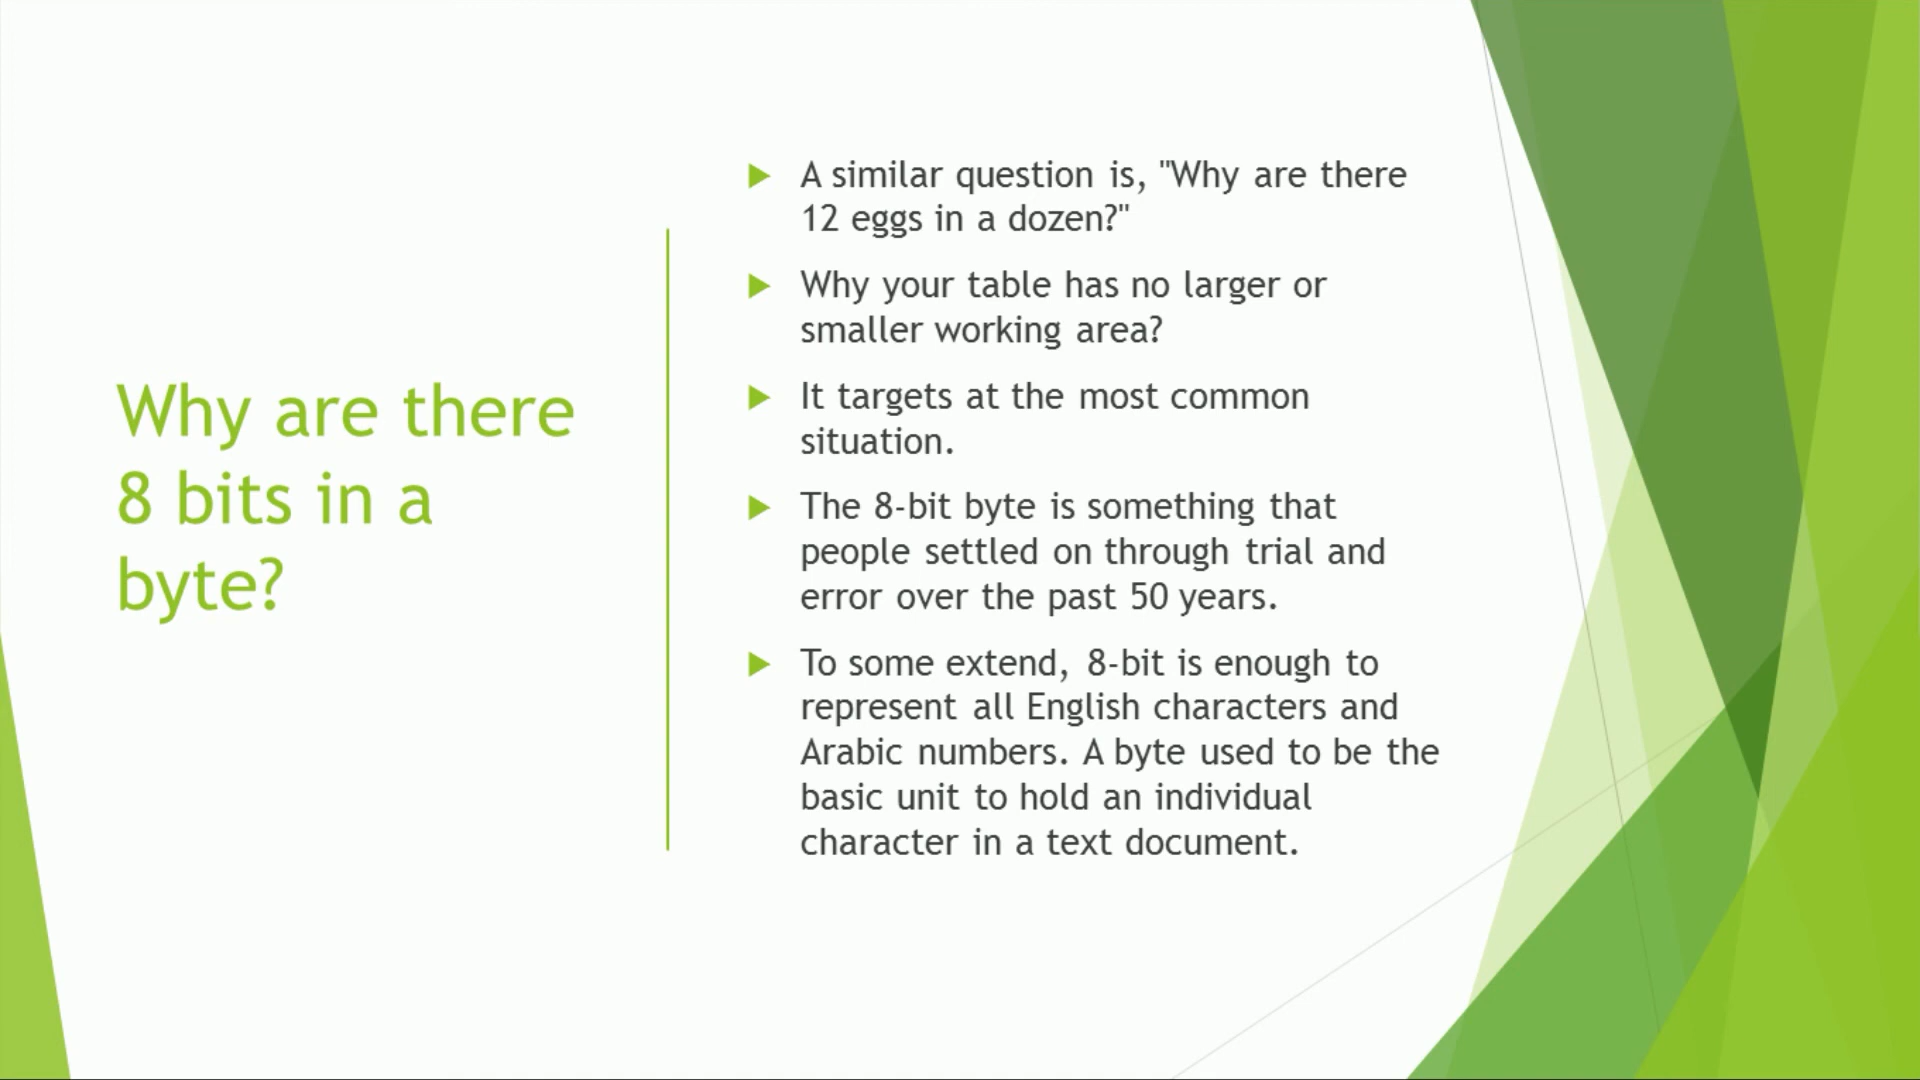 Why are there
8 bits in a
byte?
A similar question is, "Why are there
12 eggs in a dozen?"
Why your table has no larger or
smaller working area?
It targets at the most common
situation.
The 8-bit byte is something that
people settled on through trial and
error over the past 50 years.
To some extend, 8-bit is enough to
represent all English characters and
Arabic numbers. A byte used to be the
basic unit to hold an individual
character in a text document.